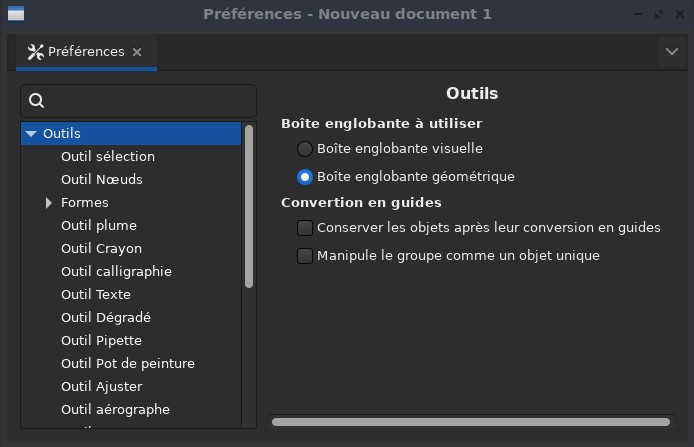 Préférences - Nouveau document 1
Préférences
Outils
Outil sélection
Outil Nœuds
Formes
Outil plume
Outil Crayon
Outil calligraphie
Outil Texte
Outil Dégradé
Outil Pipette
Outil Pot de peinture
Outil Ajuster
Outil aérographe
Outils
Boîte englobante à utiliser
Boîte englobante visuelle
Boîte englobante géométrique
Convertion en guides
Conserver les objets après leur conversion en guides
Manipule le groupe comme un objet unique